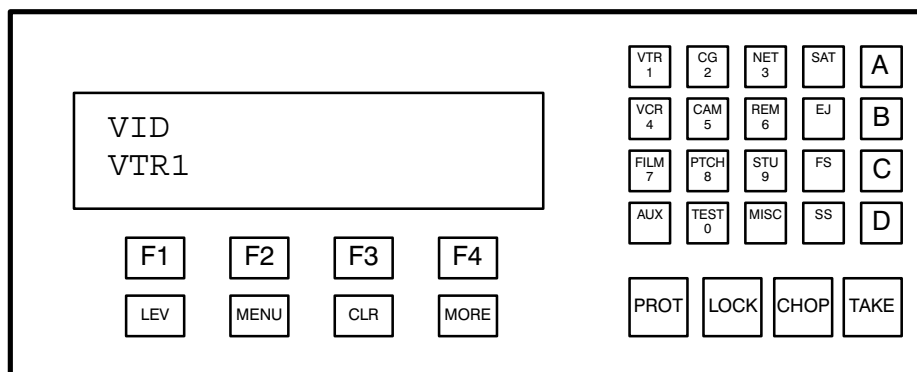 VID
VTR1
F1 F2 F3 F4
LEV MENU CLR MORE
VTR CG NET SAT A
1 2 3
VCR CAM REM EJ B
4 5 6
FILM PTCH STU FS C
7 8 9
AUX TEST MISC SS D
0
PROT LOCK CHOP TAKE